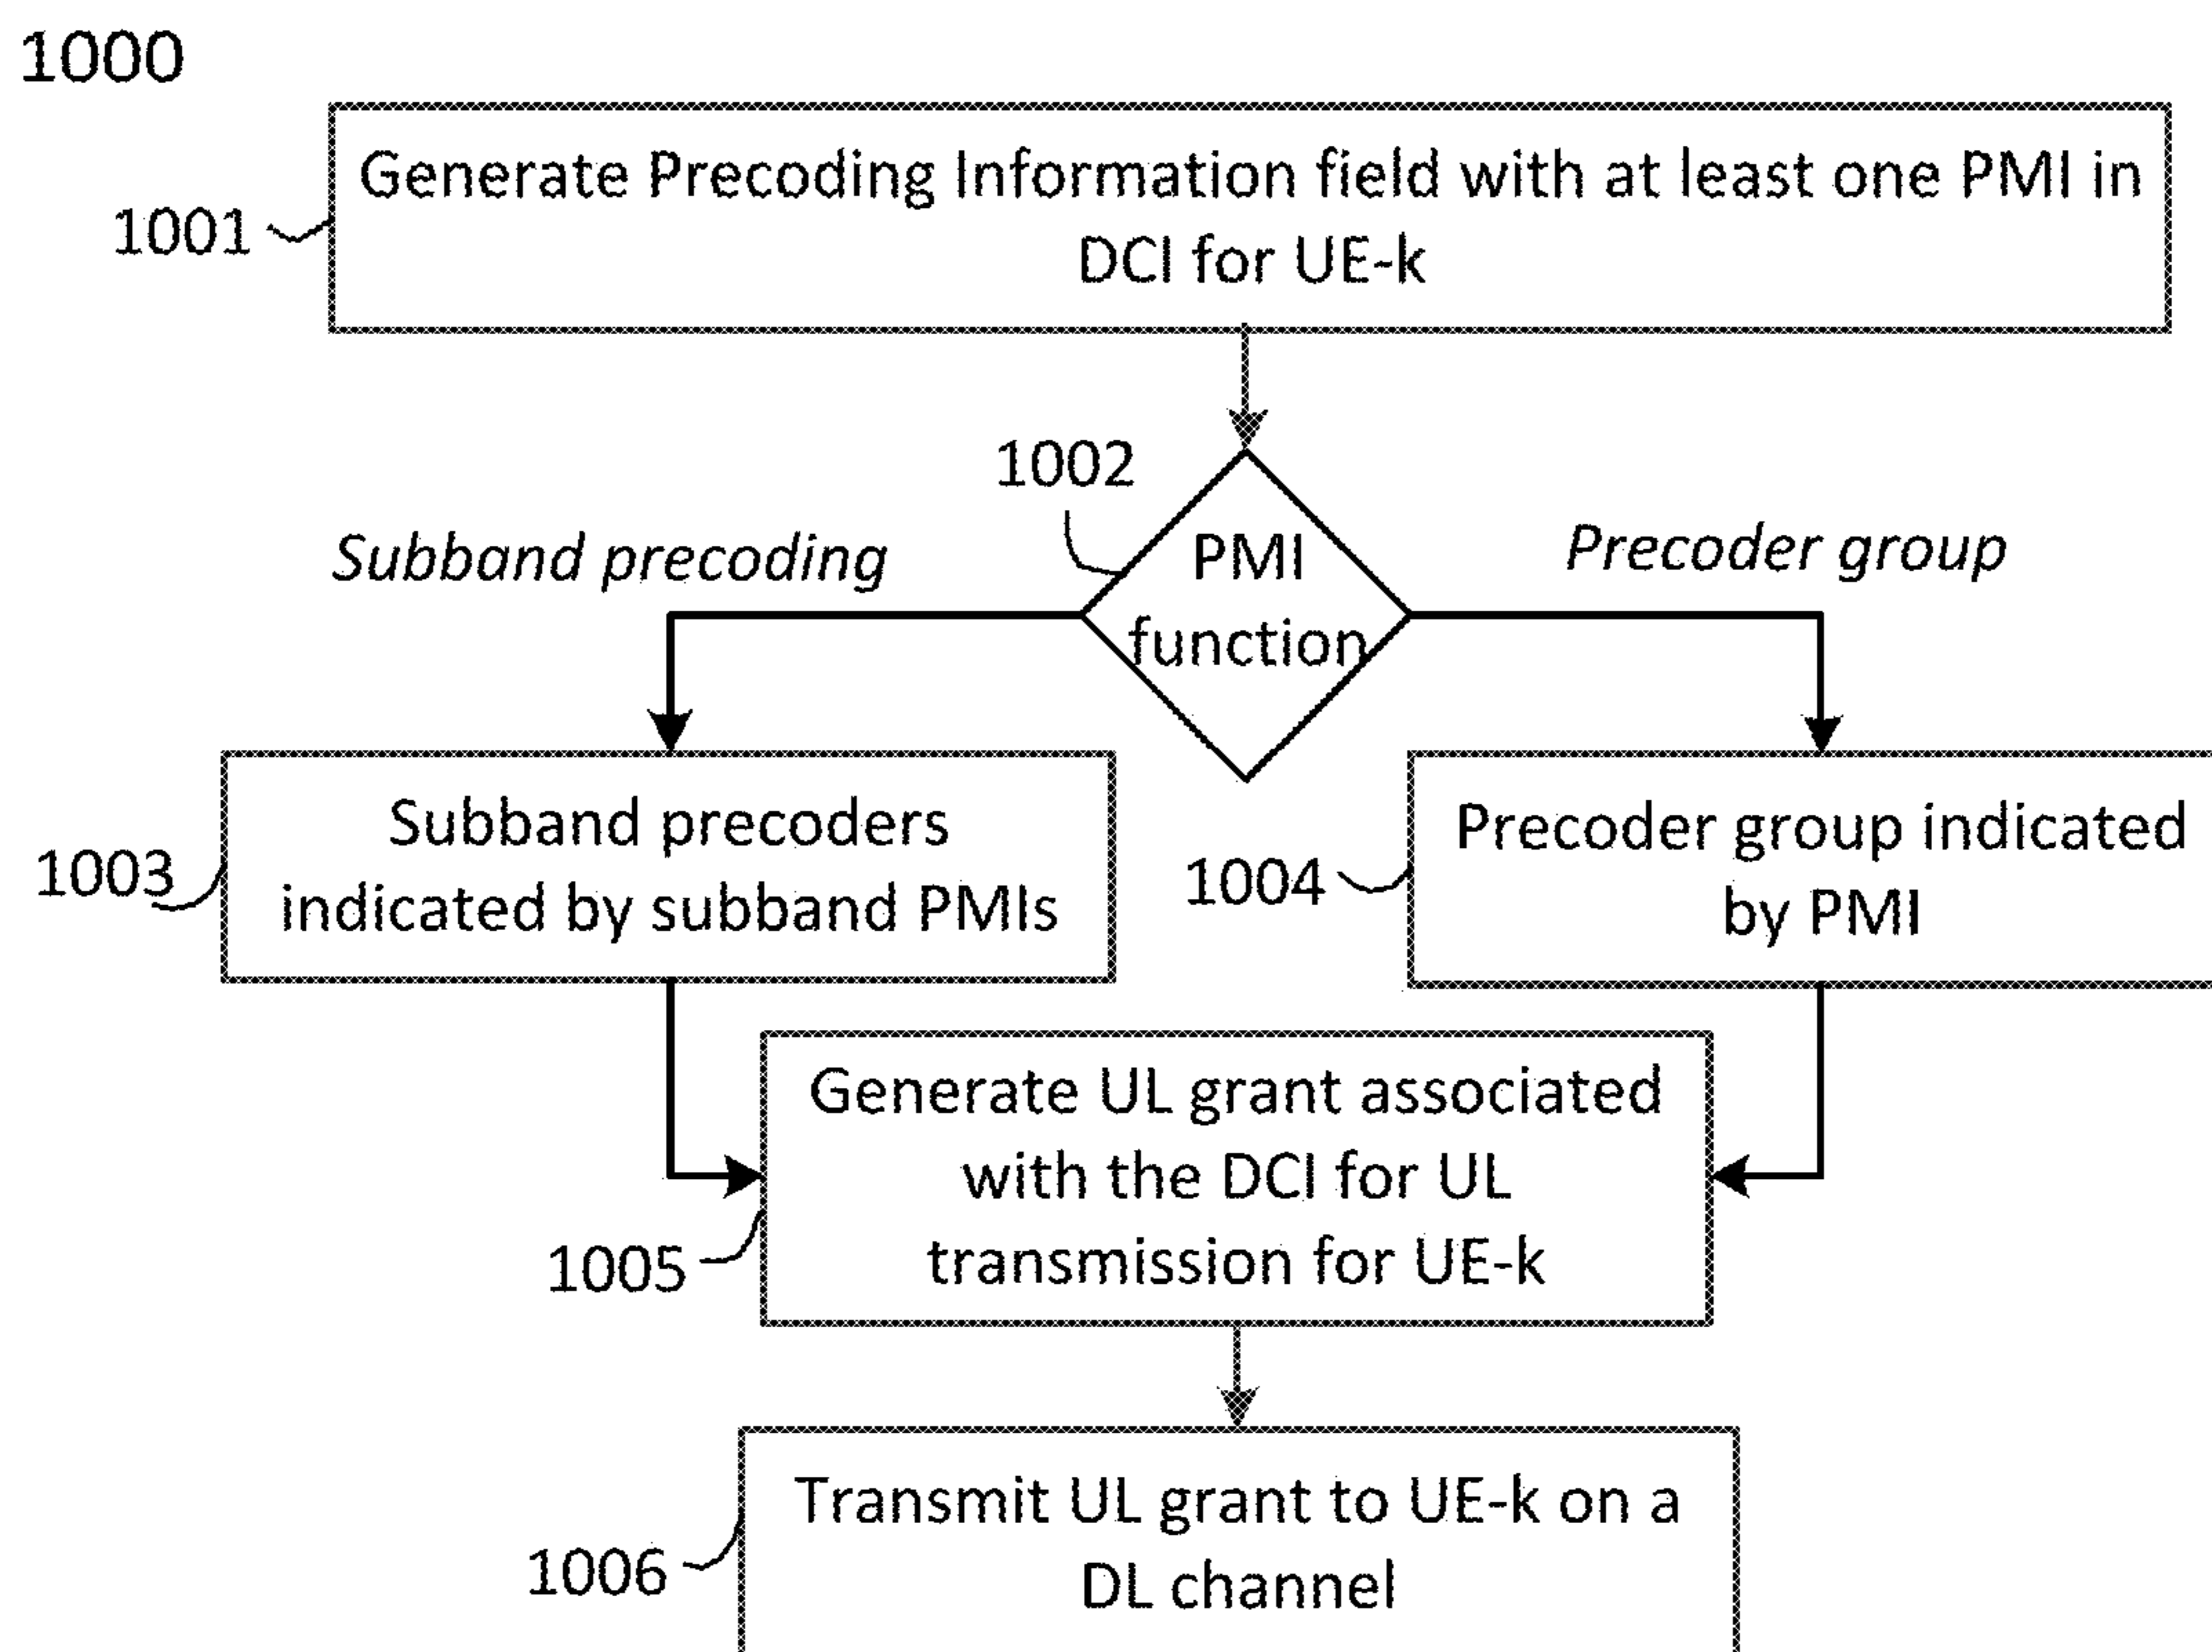 1000
Generate Precoding Information field with at least one PMI in
DCI for UE-k
1001
1002
PMI
function
Subband precoding
Precoder group
Subband precoders
indicated by subband PMIs
1003
Precoder group indicated
by PMI
1004
Generate UL grant associated
with the DCI for UL
transmission for UE-k
1005
Transmit UL grant to UE-k on a
DL channel
1006